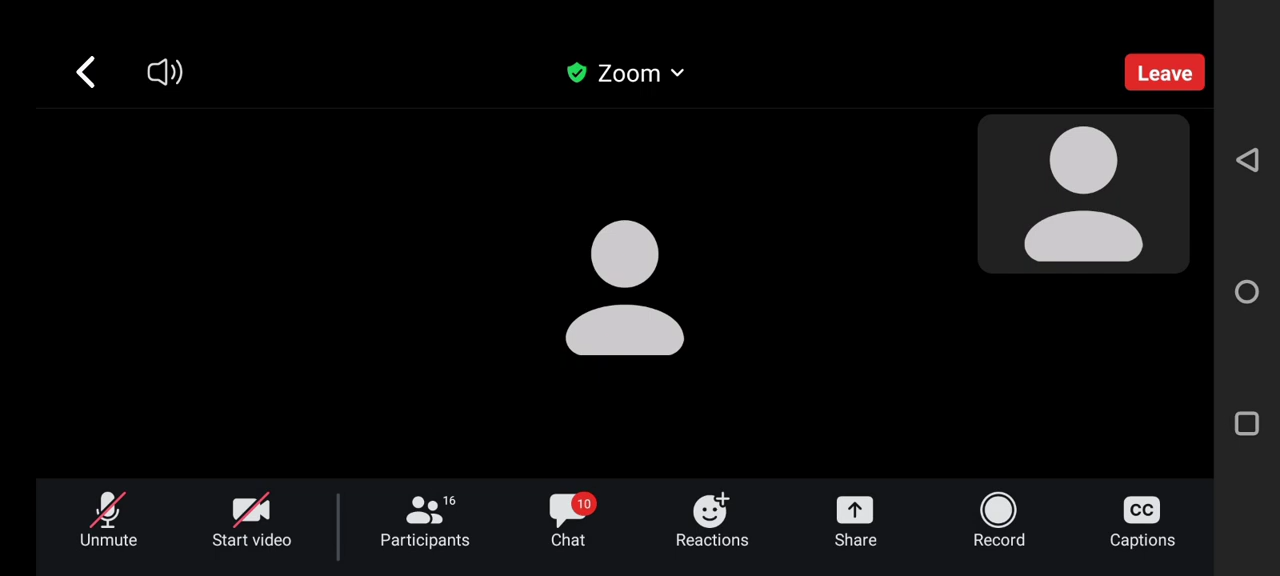 Zoom
Leave
16
10
Unmute
Start video
Participants
Chat
Reactions
Share
Record
CC
Captions